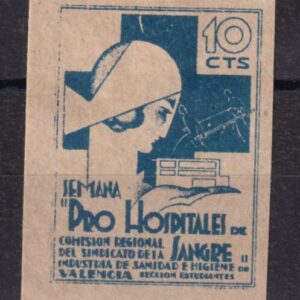 10
CTS
SEMANA
"PRO HOSPITALES DE
COMISION REGIONAL
DEL SINDICATO DE LA SANGRE"
INDUSTRIA DE SANIDAD E HIGIENE DE
VALENCIA SECCION ESTUDIANTES